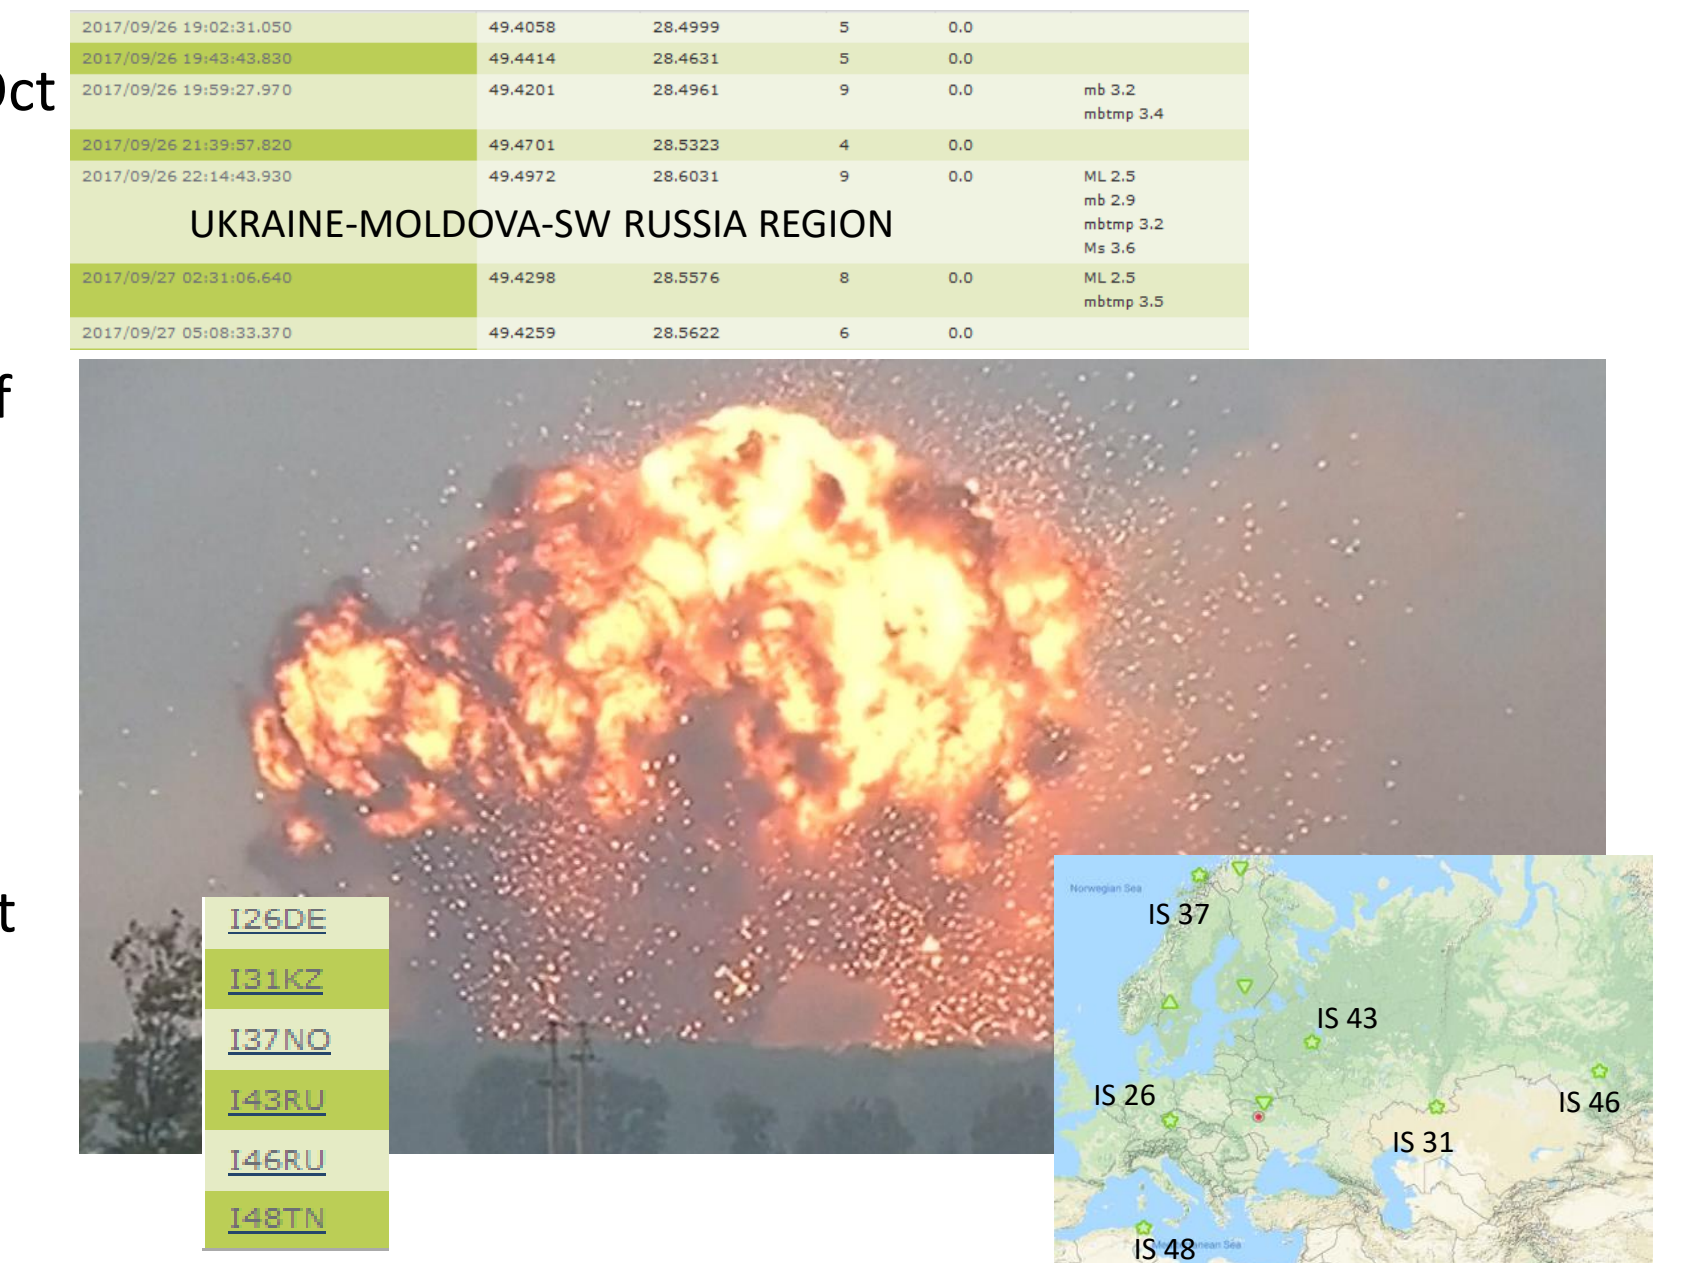 Oct
2017/09/26 19:02:31.050 49.4058 28.4999 5 0.0
2017/09/26 19:43:43.830 49.4414 28.4631 5 0.0
2017/09/26 19:59:27.970 49.4201 28.4961 9 0.0 mb 3.2
mbtmp 3.4
2017/09/26 21:39:57.820 49.4701 28.5323 4 0.0
2017/09/26 22:14:43.930 49.4972 28.6031 9 0.0 ML 2.5
mb 2.9
UKRAINE-MOLDOVA-SW RUSSIA REGION
mbtmp 3.2
Ms 3.6
2017/09/27 02:31:06.640 49.4298 28.5576 8 0.0 ML 2.5
mbtmp 3.5
2017/09/27 05:08:33.370 49.4259 28.5622 6 0.0
f
t
I26DE
I31KZ
I37NO
I43RU
I46RU
I48TN
Norwegian Sea
IS 37
IS 43
IS 26
IS 46
IS 31
IS 48
Mediterranean Sea